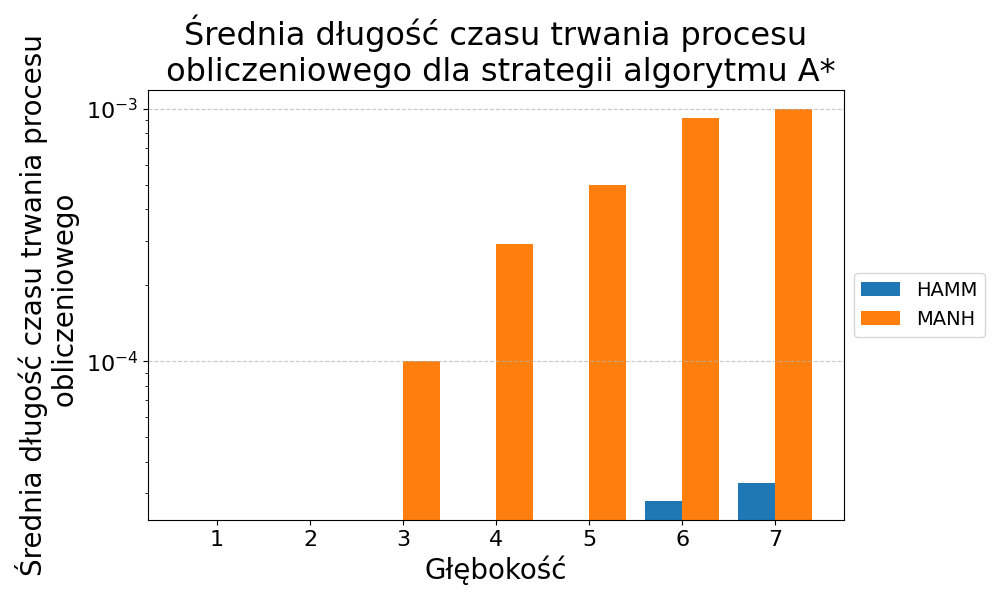 Średnia długość czasu trwania procesu
obliczeniowego dla strategii algorytmu A*
Średnia długość czasu trwania procesu
obliczeniowego
10⁻³
10⁻⁴
1 2 3 4 5 6 7
Głębokość
HAMM
MANH